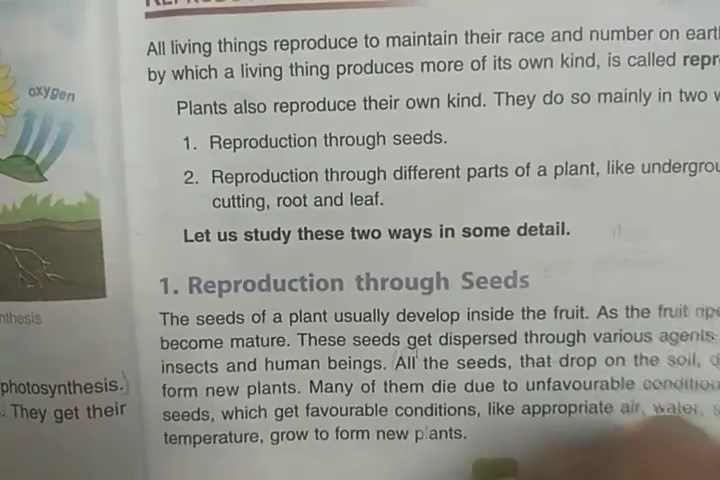 oxygen
nthesis
photosynthesis.
. They get their
All living things reproduce to maintain their race and number on earth
by which a living thing produces more of its own kind, is called
Plants also reproduce their own kind. They do so mainly in two
1. Reproduction through seeds.
2. Reproduction through different parts of a plant, like
cutting, root and leaf.
Let us study these two ways in some detail.
1. Reproduction through Seeds
The seeds of a plant usually develop inside the fruit. As the fruit
become mature. These seeds get dispersed through various agents
insects and human beings. All the seeds, that drop on the soil,
form new plants. Many of them die due to unfavourable
seeds, which get favourable conditions, like appropriate air, water,
temperature, grow to form new plants.